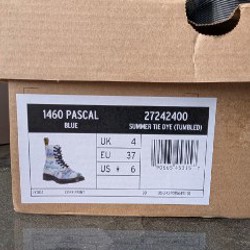 1460 PASCAL
BLUE
27242400
SUMMER TIE DYE (TUMBLED)
UK 4
EU 37
US ♦ 6